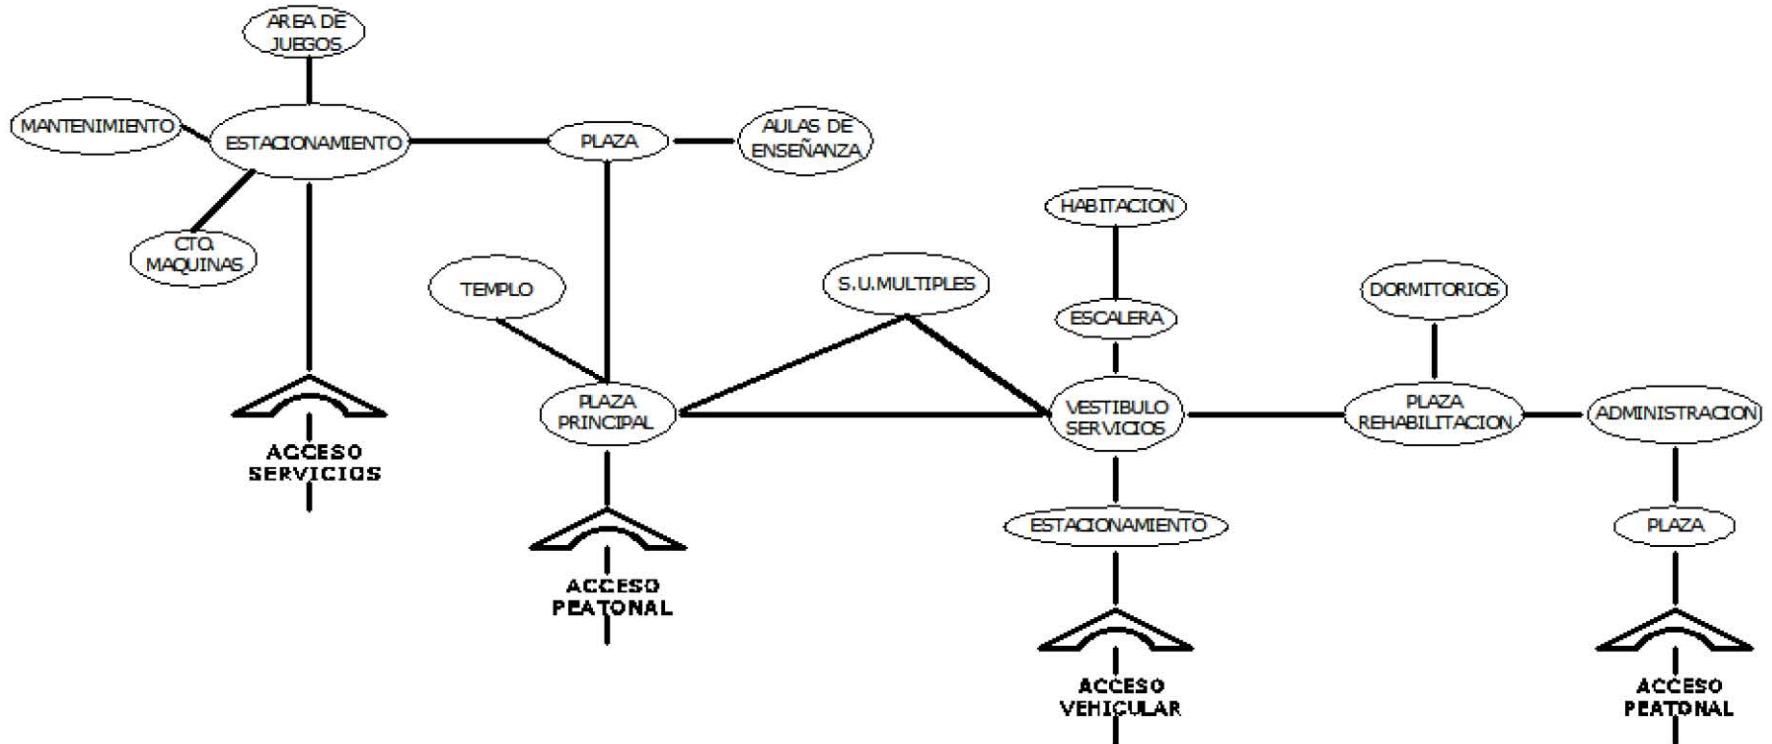 AREA DE
JUEGOS
MANTENIMIENTO
ESTACIONAMIENTO
PLAZA
AULAS DE
ENSEÑANZA
CTO.
MAQUINAS
HABITACION
TEMPLO
S.U.MULTIPLES
ESCALERA
DORMITORIOS
PLAZA
PRINCIPAL
VESTIBULO
SERVICIOS
PLAZA
REHABILITACION
ADMINISTRACION
ACCESO
SERVICIOS
ESTACIONAMIENTO
PLAZA
ACCESO
PEATONAL
ACCESO
VEHICULAR
ACCESO
PEATONAL